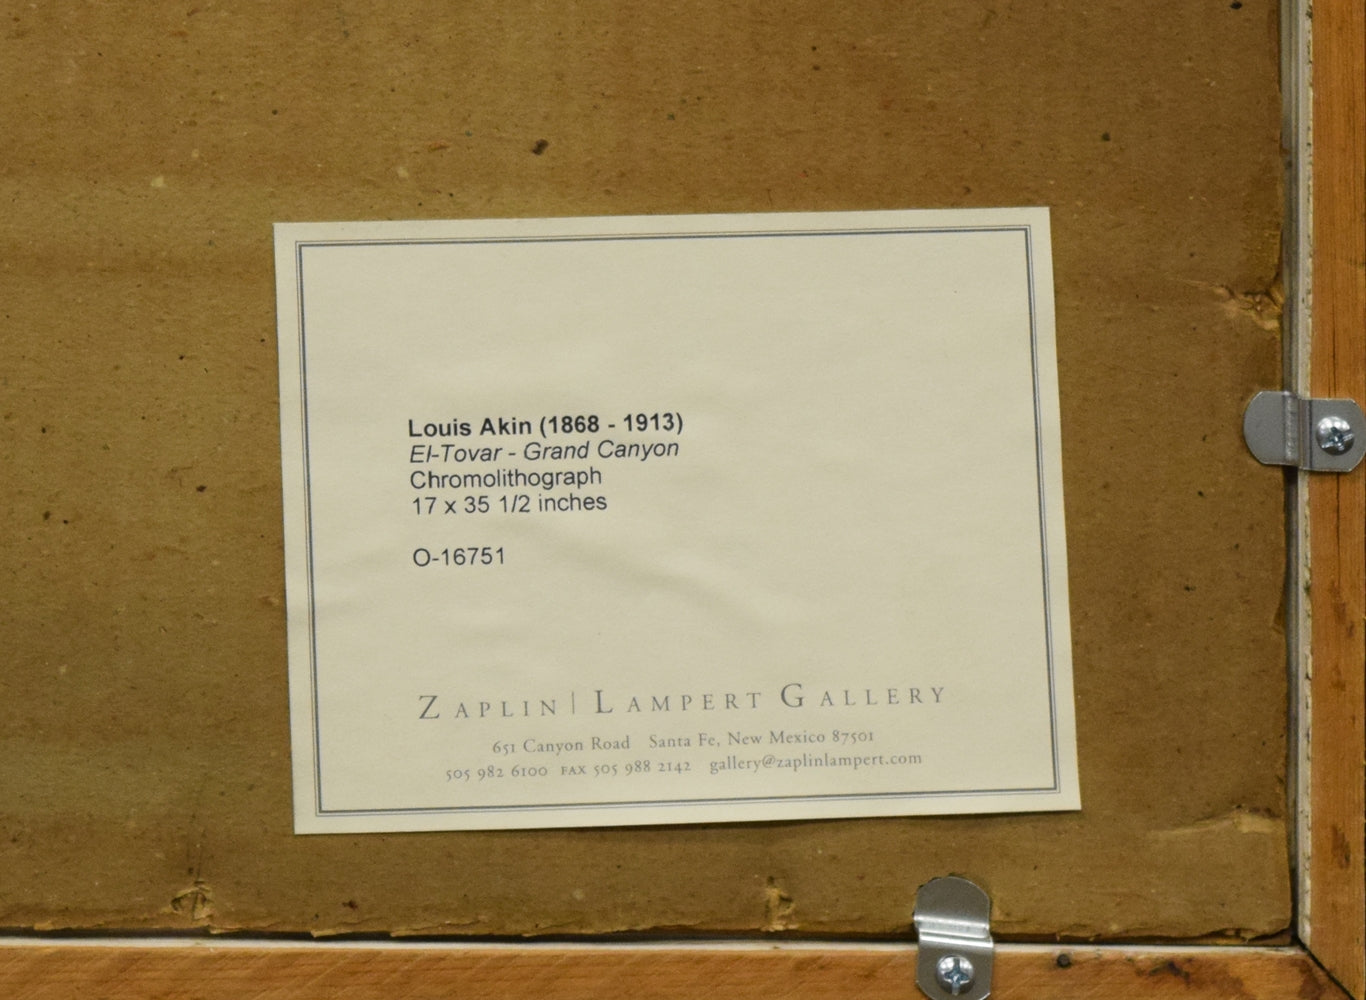 Louis Akin (1868 - 1913)
El-Tovar - Grand Canyon
Chromolithograph
17 x 35 1/2 inches
O-16751
ZAPLIN | LAMPERT GALLERY
651 Canyon Road Santa Fe, New Mexico 87501
505 982 6100 FAX 505 988 2142 gallery@zaplinlampert.com